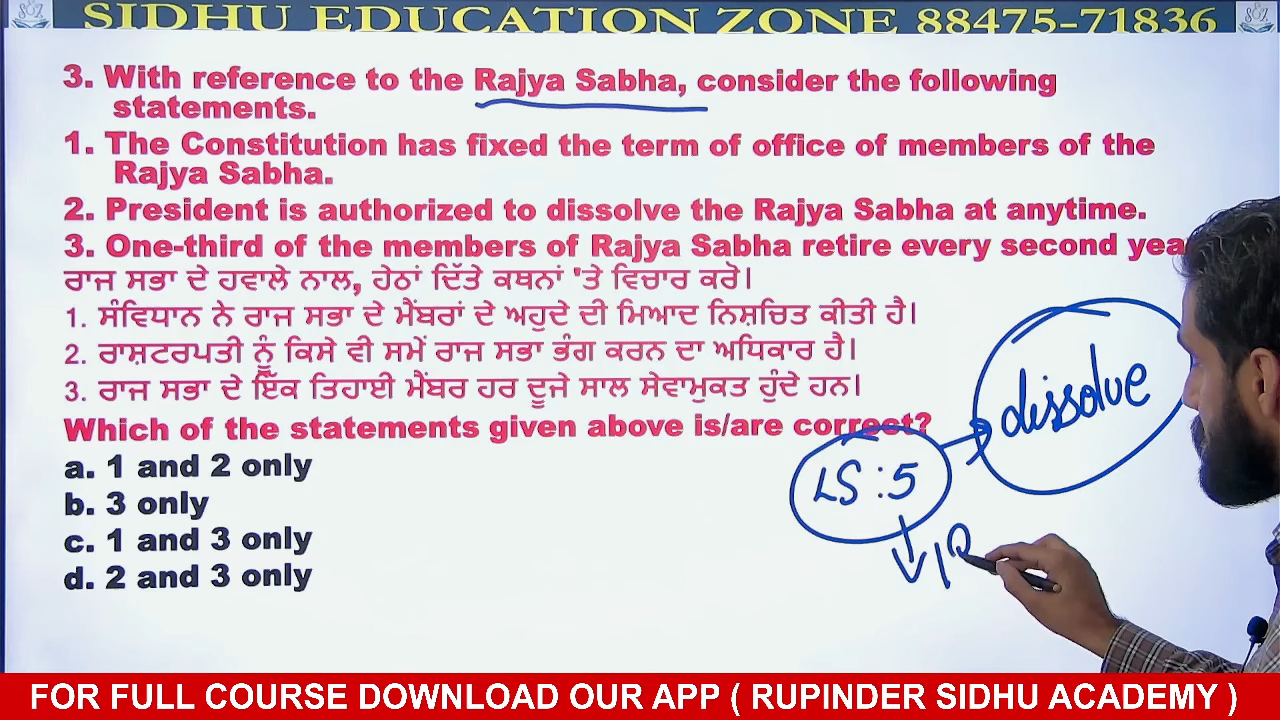 SIDHU EDUCATION ZONE 88475-71836
3. With reference to the Rajya Sabha, consider the following
statements.
1. The Constitution has fixed the term of office of members of the
Rajya Sabha.
2. President is authorized to dissolve the Rajya Sabha at anytime.
3. One-third of the members of Rajya Sabha retire every second yea
ਰਾਜ ਸਭਾ ਦੇ ਹਵਾਲੇ ਨਾਲ, ਹੇਠਾਂ ਦਿੱਤੇ ਕਥਨਾਂ 'ਤੇ ਵਿਚਾਰ ਕਰੋ।
1. ਸੰਵਿਧਾਨ ਨੇ ਰਾਜ ਸਭਾ ਦੇ ਮੈਂਬਰਾਂ ਦੇ ਅਹੁਦੇ ਦੀ ਮਿਆਦ ਨਿਸ਼ਚਿਤ ਕੀਤੀ ਹੈ।
2. ਰਾਸ਼ਟਰਪਤੀ ਨੂੰ ਕਿਸੇ ਵੀ ਸਮੇਂ ਰਾਜ ਸਭਾ ਭੰਗ ਕਰਨ ਦਾ ਅਧਿਕਾਰ ਹੈ।
3. ਰਾਜ ਸਭਾ ਦੇ ਇੱਕ ਤਿਹਾਈ ਮੈਂਬਰ ਹਰ ਦੂਜੇ ਸਾਲ ਸੇਵਾਮੁਕਤ ਹੁੰਦੇ ਹਨ।
dissolve
Which of the statements given above is/are correct?
a. 1 and 2 only
LS : 5
b. 3 only
c. 1 and 3 only
d. 2 and 3 only
FOR FULL COURSE DOWNLOAD OUR APP ( RUPINDER SIDHU ACADEMY )